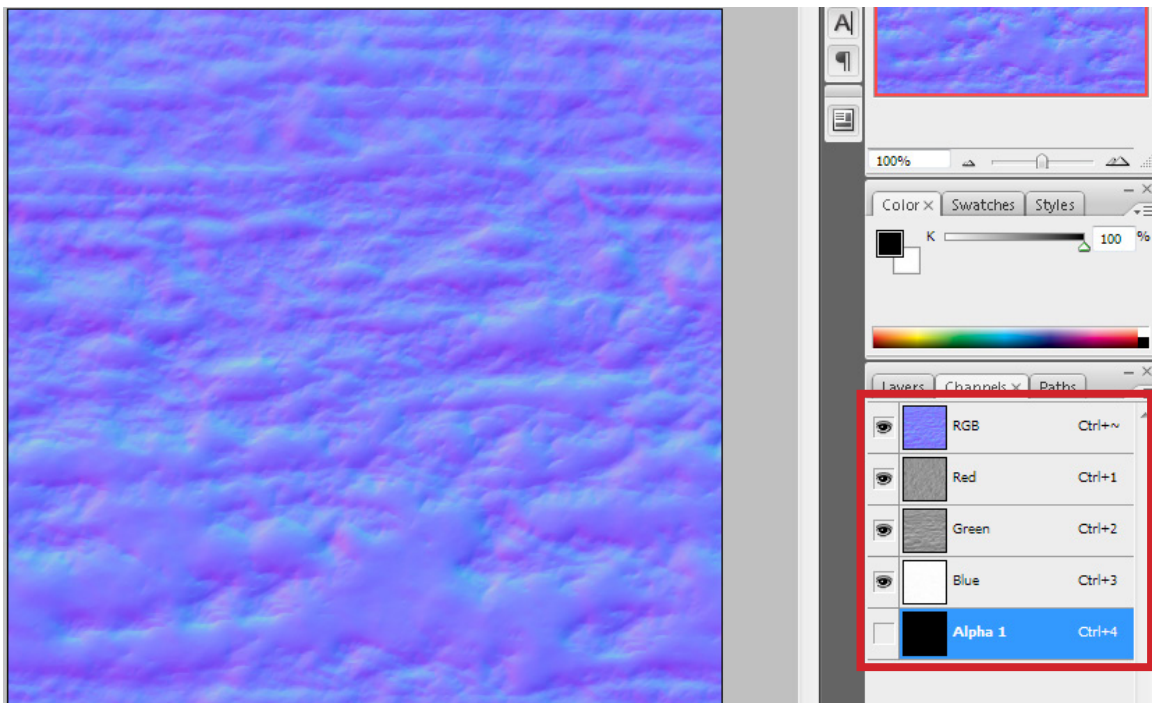 A
¶
100%
Color × Swatches Styles
K 100 %
Layers Channels × Paths
RGB Ctrl+~
Red Ctrl+1
Green Ctrl+2
Blue Ctrl+3
Alpha 1 Ctrl+4